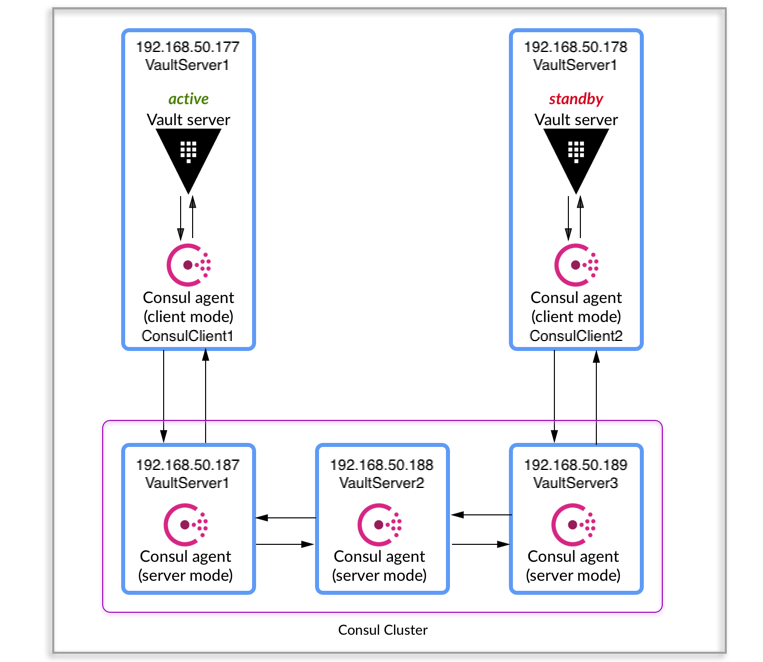 192.168.50.177
VaultServer1
active
Vault server
Consul agent
(client mode)
ConsulClient1
192.168.50.178
VaultServer1
standby
Vault server
Consul agent
(client mode)
ConsulClient2
192.168.50.187
VaultServer1
Consul agent
(server mode)
192.168.50.188
VaultServer2
Consul agent
(server mode)
192.168.50.189
VaultServer3
Consul agent
(server mode)
Consul Cluster